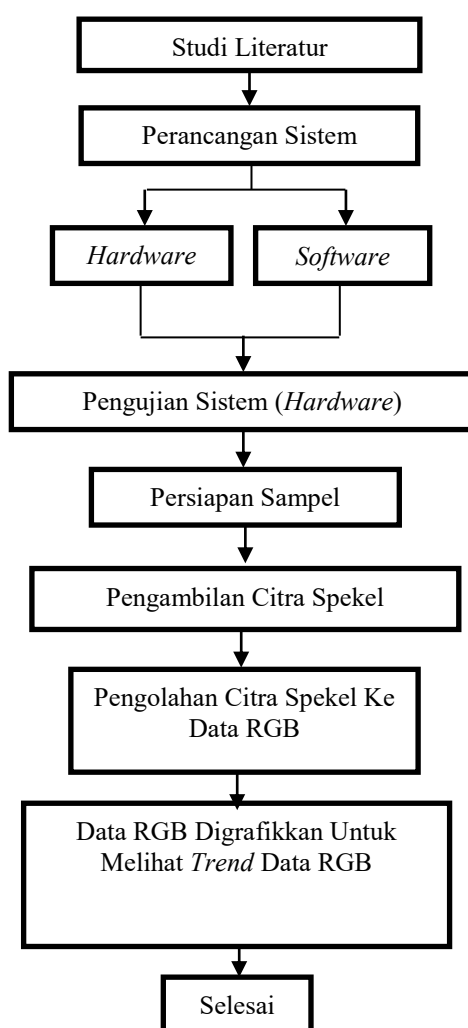 Studi Literatur
Perancangan Sistem
Hardware
Software
Pengujian Sistem (Hardware)
Persiapan Sampel
Pengambilan Citra Spekel
Pengolahan Citra Spekel Ke
Data RGB
Data RGB Digrafikkan Untuk
Melihat Trend Data RGB
Selesai